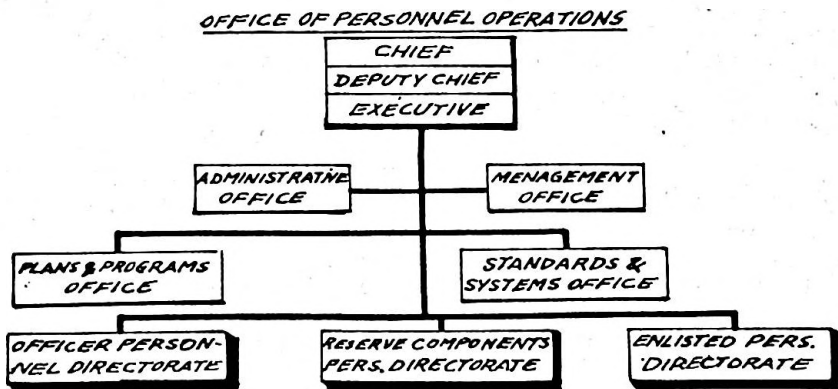 OFFICE OF PERSONNEL OPERATIONS
CHIEF
DEPUTY CHIEF
EXECUTIVE
ADMINISTRATIVE
OFFICE
MENAGEMENT
OFFICE
PLANS & PROGRAMS
OFFICE
STANDARDS &
SYSTEMS OFFICE
OFFICER PERSON-
NEL DIRECTORATE
RESERVE COMPONENTS
PERS. DIRECTORATE
ENLISTED PERS.
DIRECTORATE